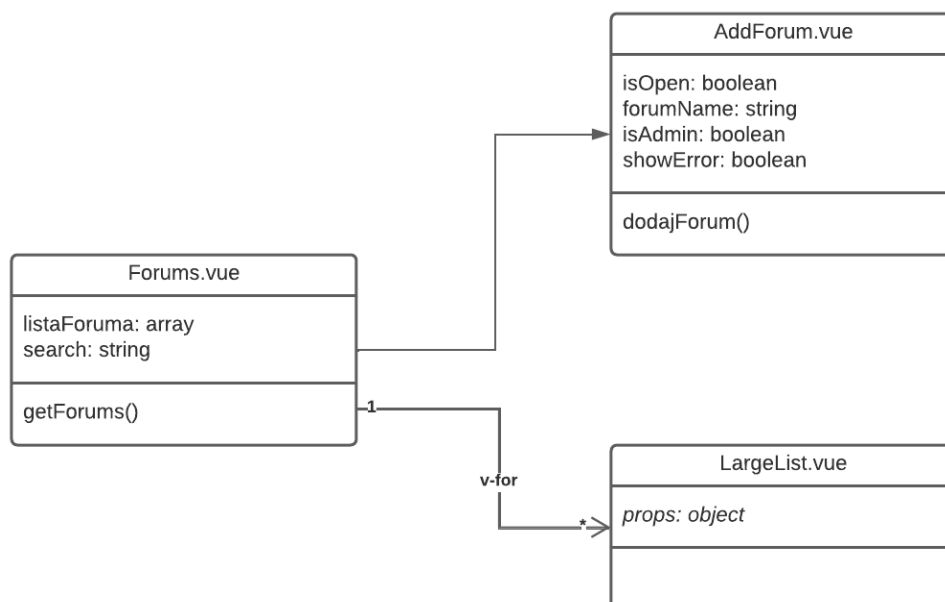 AddForum.vue
isOpen: boolean
forumName: string
isAdmin: boolean
showError: boolean
dodajForum()
Forums.vue
listaForuma: array
search: string
getForums()
1
v-for
*
LargeList.vue
props: object